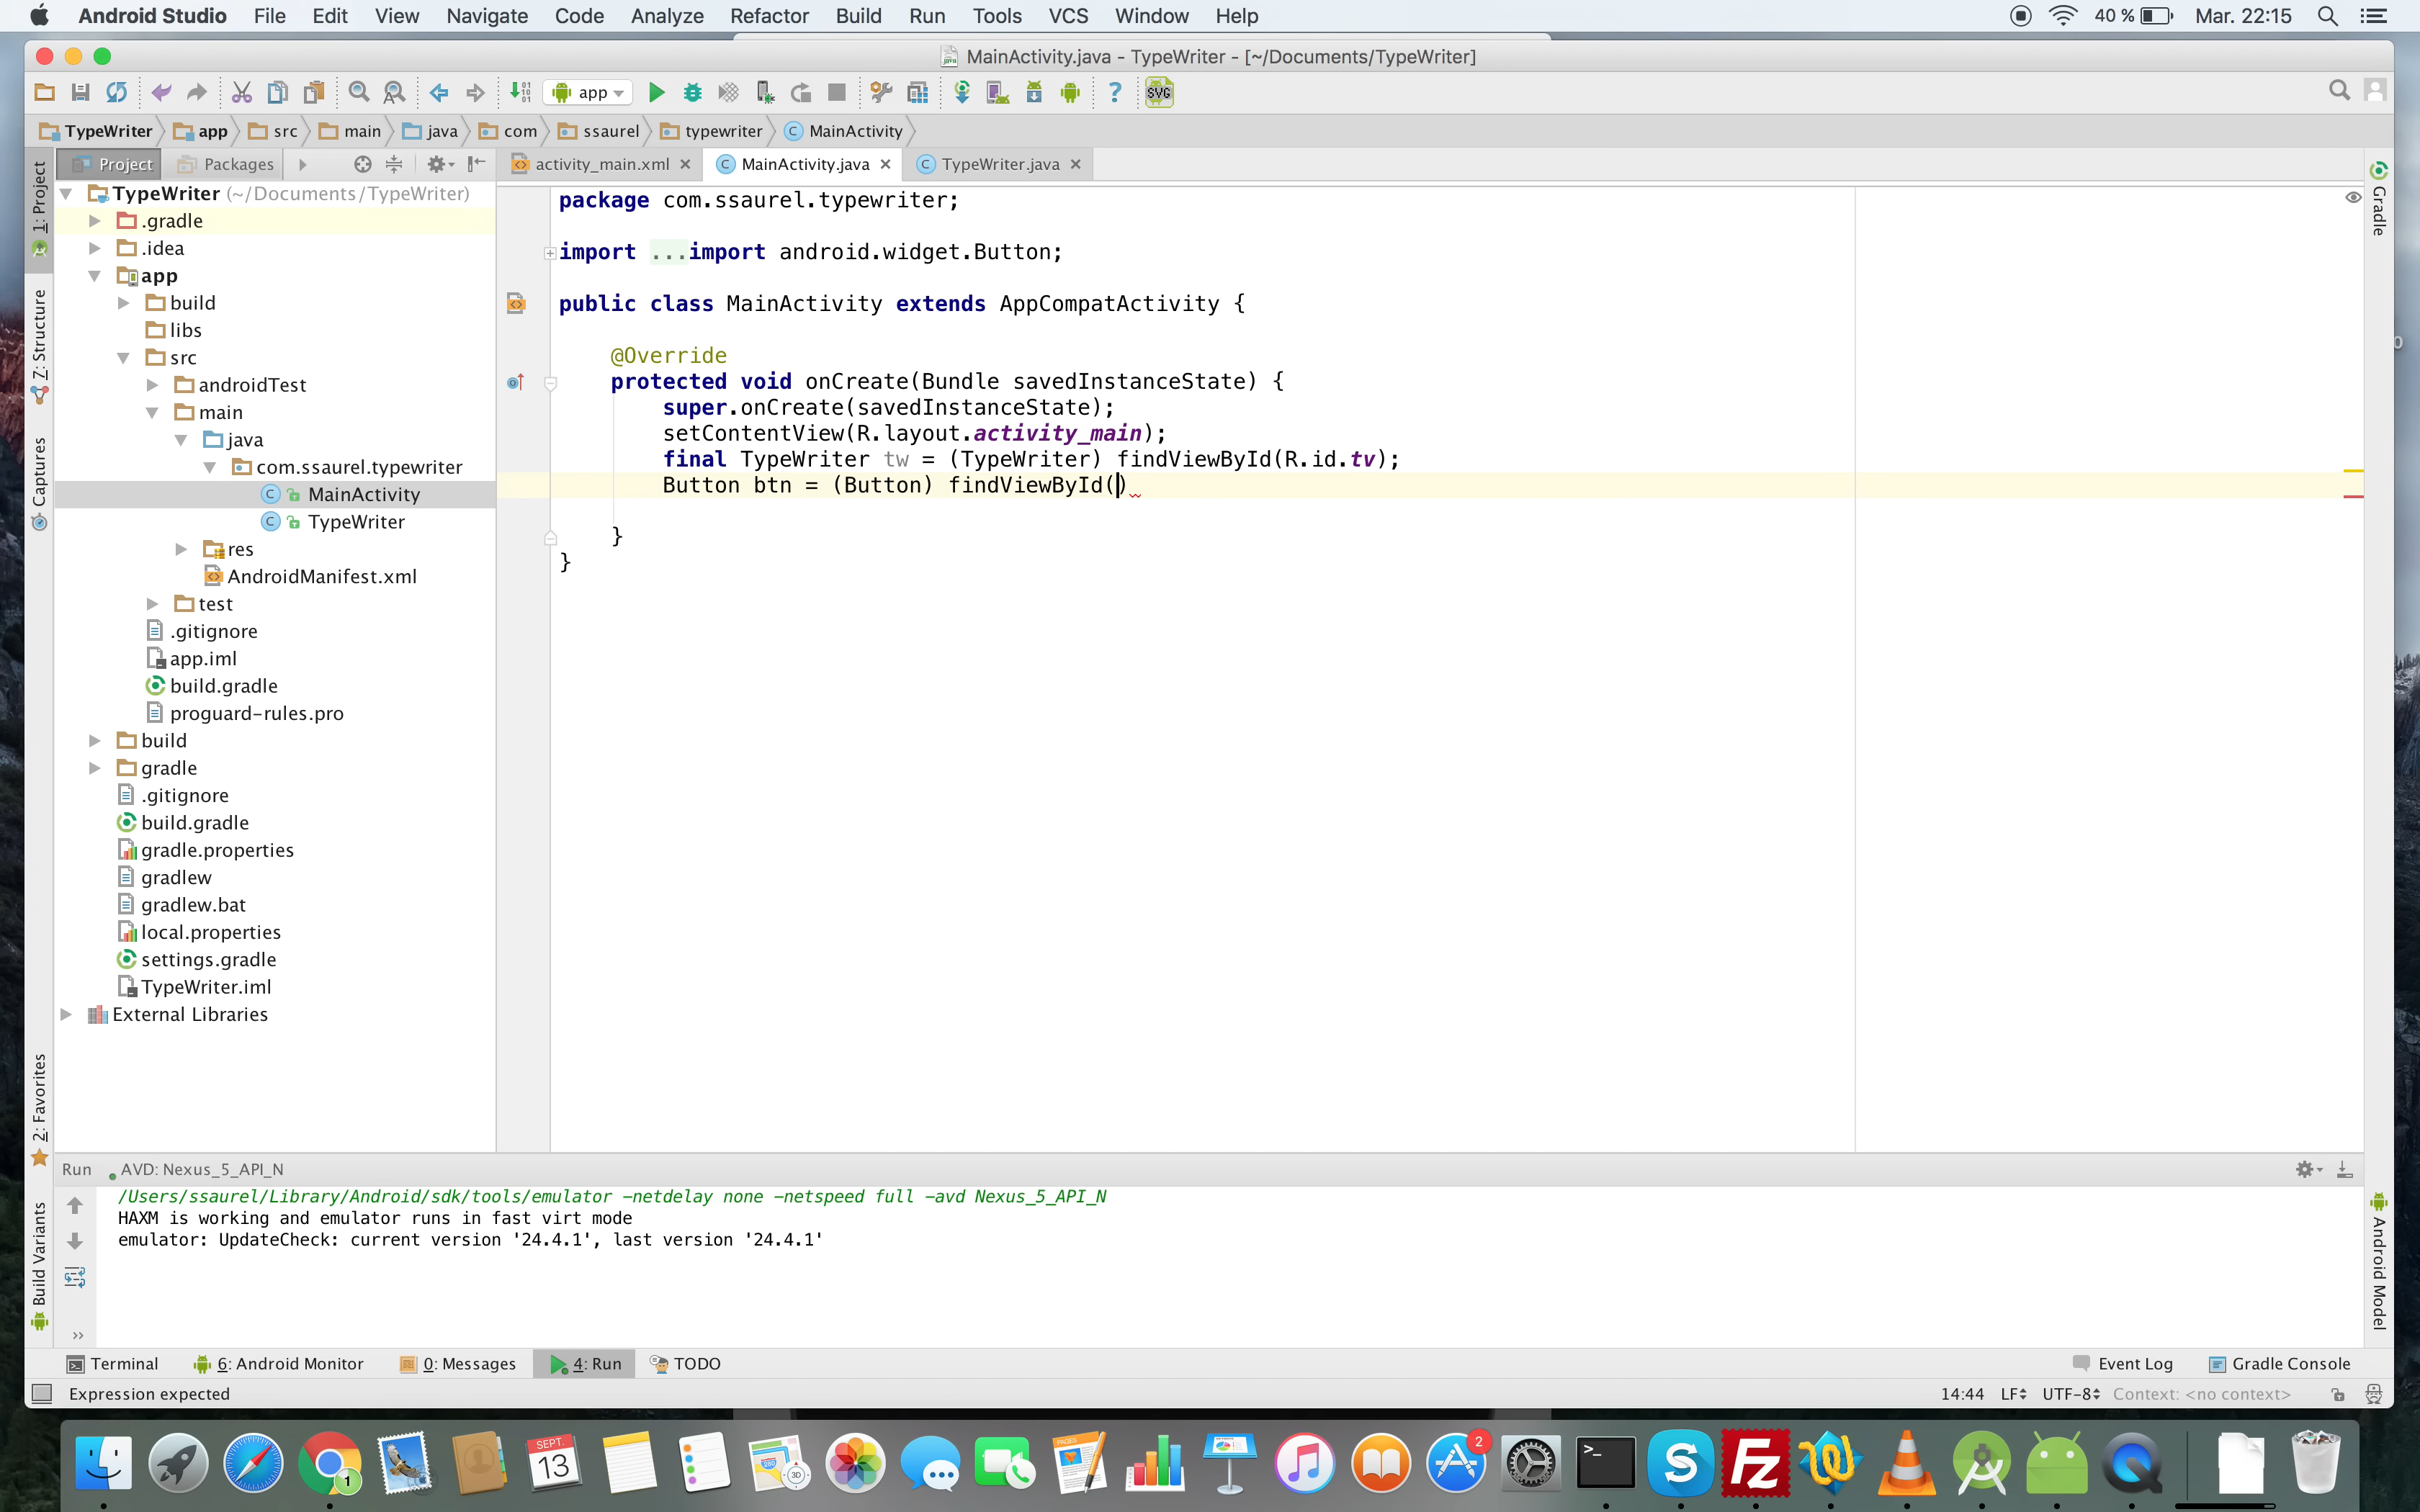 Android Studio File Edit View Navigate Code Analyze Refactor Build Run Tools VCS Window Help 40 % Mar. 22:15
MainActivity.java - TypeWriter - [~/Documents/TypeWriter]
app SVG
TypeWriter app src main java com ssaurel typewriter MainActivity
Project Packages activity_main.xml MainActivity.java TypeWriter.java
1: Project
7: Structure
Captures
2: Favorites
Build Variants
TypeWriter (~/Documents/TypeWriter)
.gradle
.idea
app
build
libs
src
androidTest
main
java
com.ssaurel.typewriter
MainActivity
TypeWriter
res
AndroidManifest.xml
test
.gitignore
app.iml
build.gradle
proguard-rules.pro
build
gradle
.gitignore
build.gradle
gradle.properties
gradlew
gradlew.bat
local.properties
settings.gradle
TypeWriter.iml
External Libraries
package com.ssaurel.typewriter;
import ...import android.widget.Button;
public class MainActivity extends AppCompatActivity {
@Override
protected void onCreate(Bundle savedInstanceState) {
super.onCreate(savedInstanceState);
setContentView(R.layout.activity_main);
final TypeWriter tw = (TypeWriter) findViewById(R.id.tv);
Button btn = (Button) findViewById()
}
}
Gradle
Android Model
Run AVD: Nexus_5_API_N
/Users/ssaurel/Library/Android/sdk/tools/emulator -netdelay none -netspeed full -avd Nexus_5_API_N
HAXM is working and emulator runs in fast virt mode
emulator: UpdateCheck: current version '24.4.1', last version '24.4.1'
Terminal 6: Android Monitor 0: Messages 4: Run TODO Event Log Gradle Console
Expression expected 14:44 LF UTF-8 Context: <no context>
SEPT.
13
1
3D
PAGES
2
>_
S
Fz